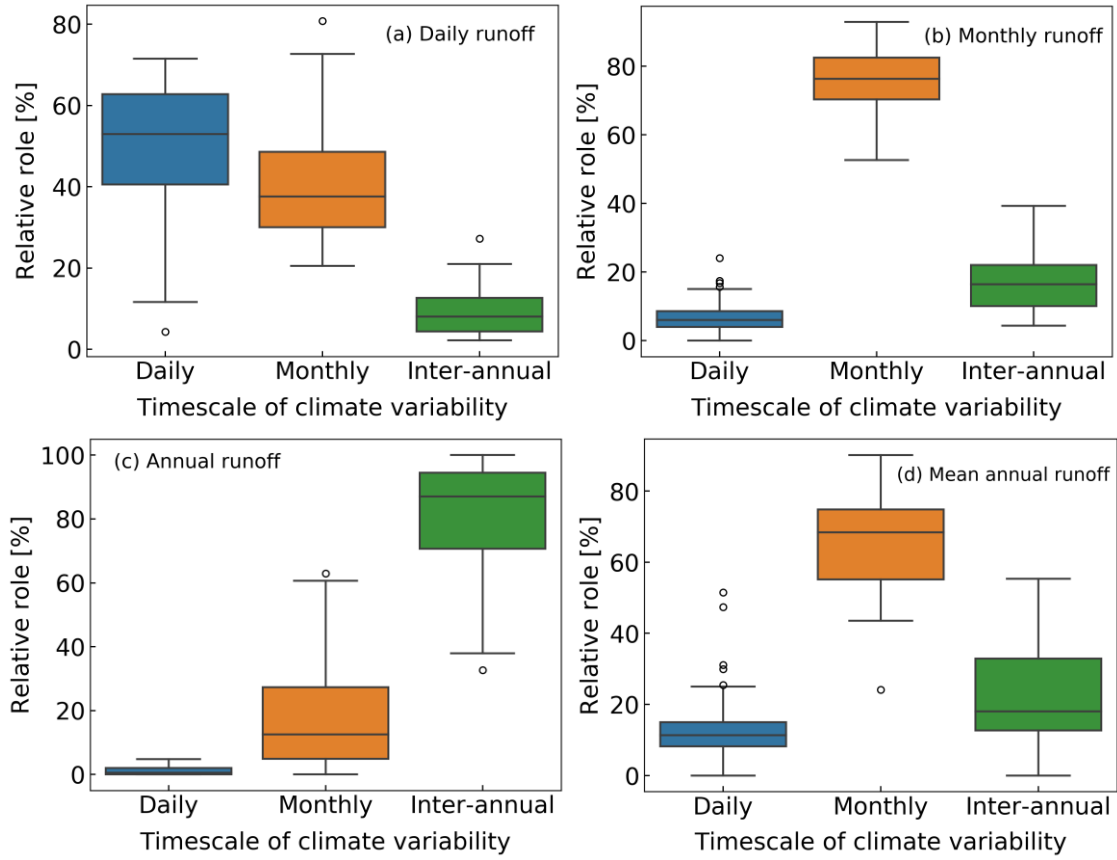 (a) Daily runoff
Relative role [%]
80
60
40
20
0
Daily Monthly Inter-annual
Timescale of climate variability
(b) Monthly runoff
Relative role [%]
80
60
40
20
0
Daily Monthly Inter-annual
Timescale of climate variability
(c) Annual runoff
Relative role [%]
100
80
60
40
20
0
Daily Monthly Inter-annual
Timescale of climate variability
(d) Mean annual runoff
Relative role [%]
80
60
40
20
0
Daily Monthly Inter-annual
Timescale of climate variability